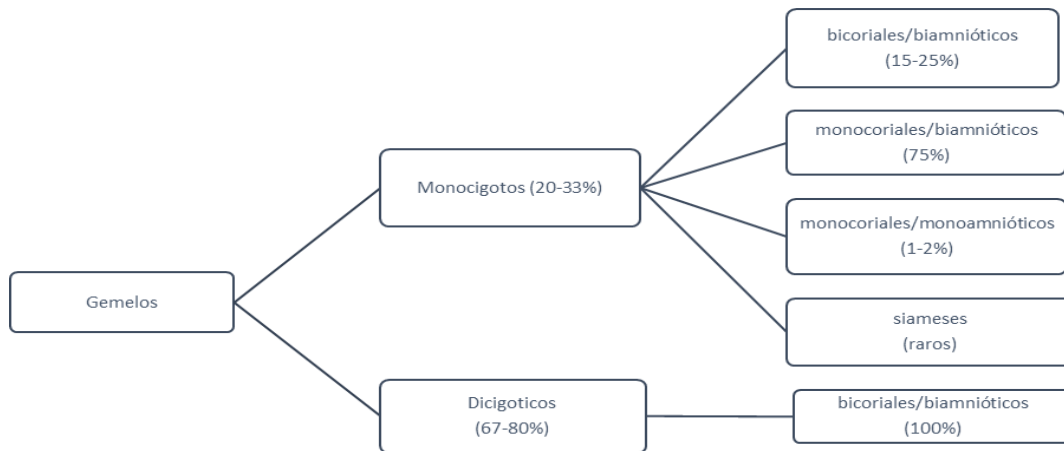 Gemelos
Monocigotos (20-33%)
bicoriales/biamnióticos
(15-25%)
monocoriales/biamnióticos
(75%)
monocoriales/monoamnióticos
(1-2%)
siameses
(raros)
Dicigoticos
(67-80%)
bicoriales/biamnióticos
(100%)